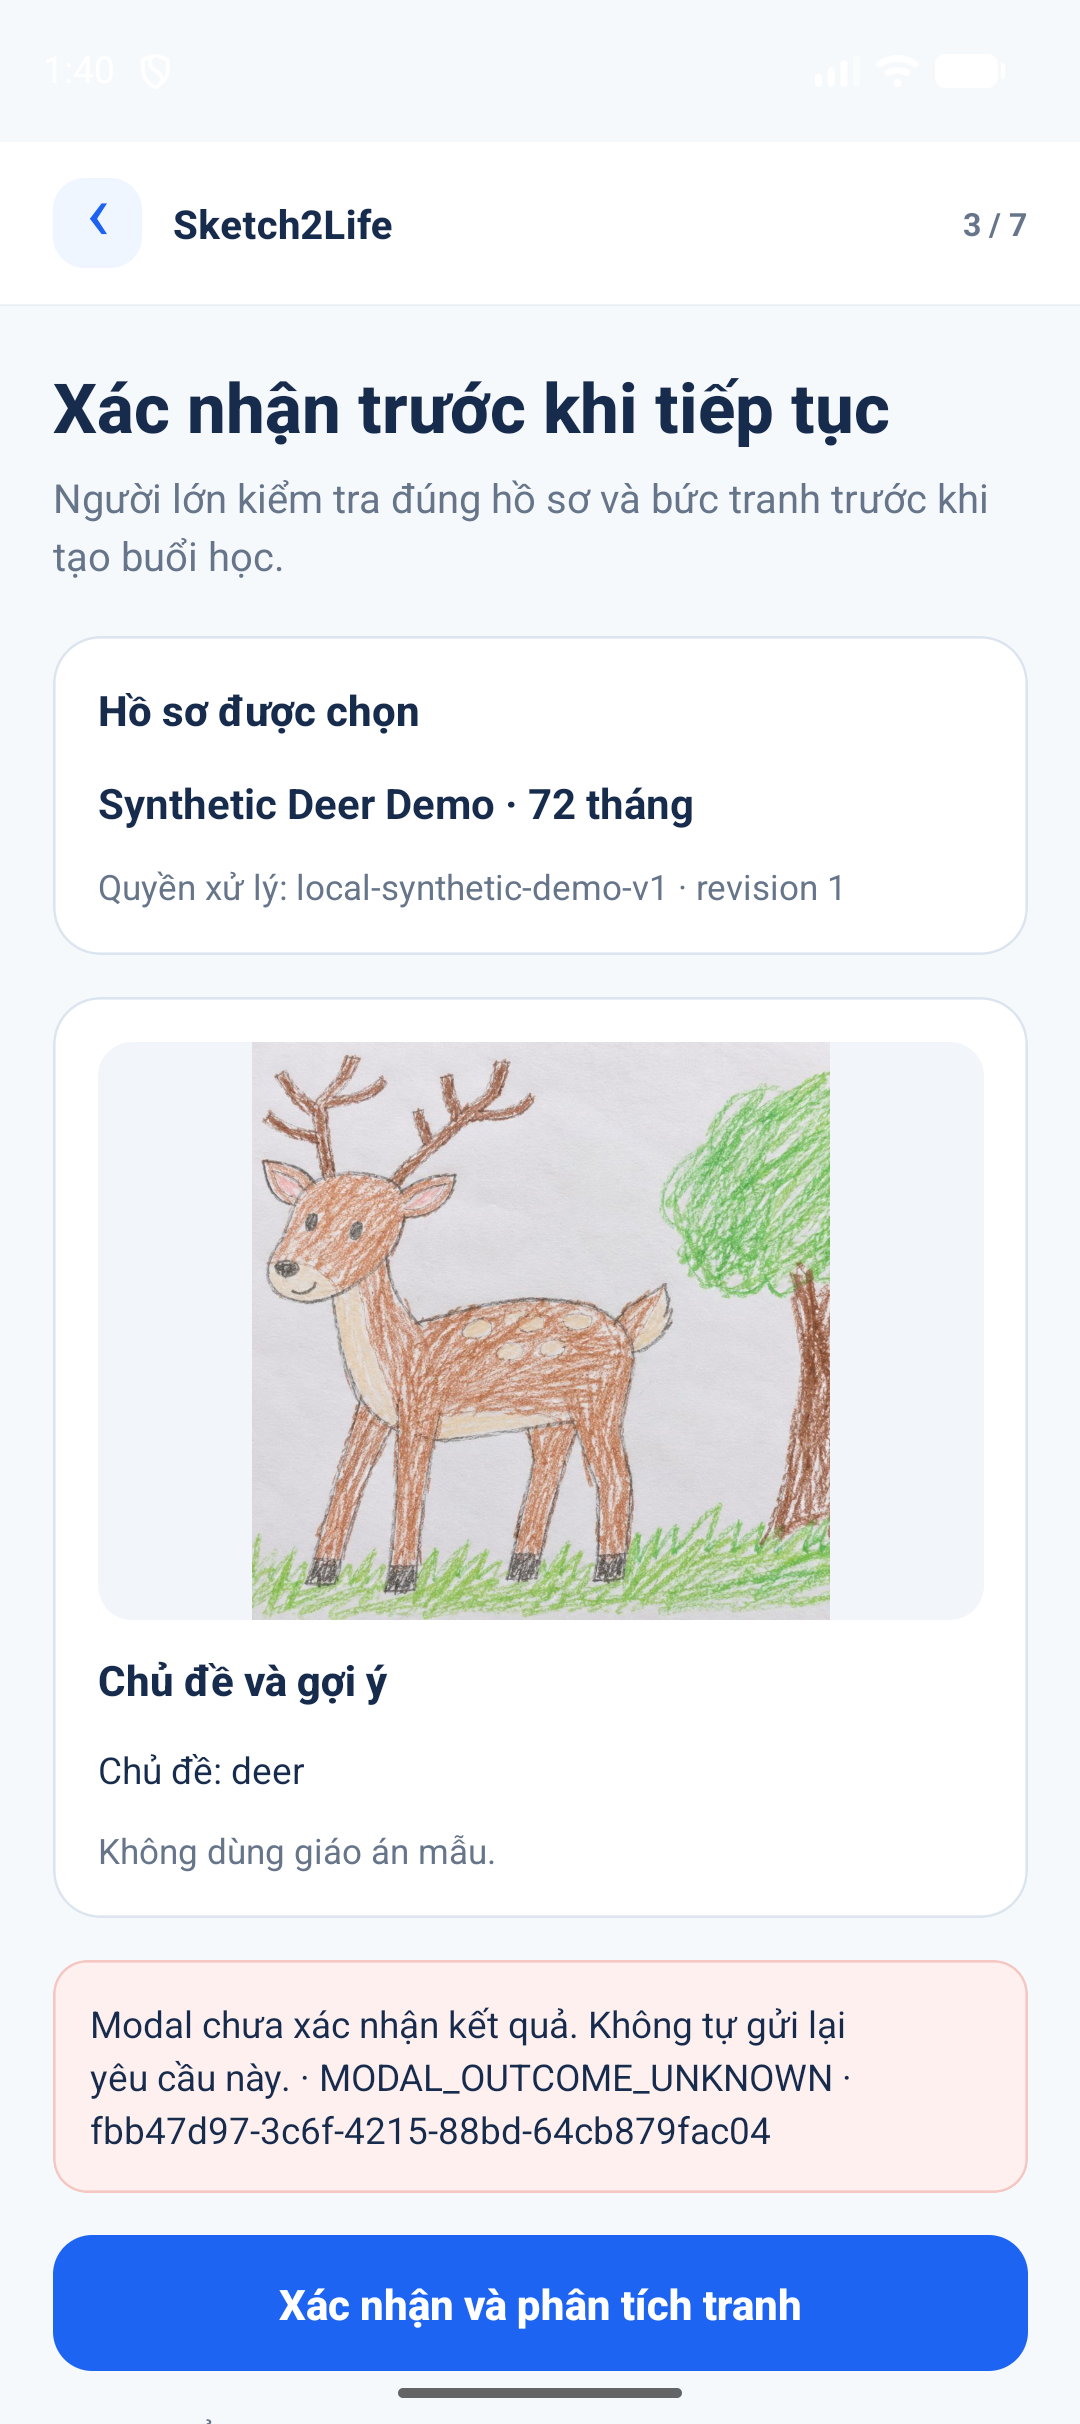 1:40
Sketch2Life
3 / 7
Xác nhận trước khi tiếp tục
Người lớn kiểm tra đúng hồ sơ và bức tranh trước khi
tạo buổi học.
Hồ sơ được chọn
Synthetic Deer Demo · 72 tháng
Quyền xử lý: local-synthetic-demo-v1 · revision 1
Chủ đề và gợi ý
Chủ đề: deer
Không dùng giáo án mẫu.
Modal chưa xác nhận kết quả. Không tự gửi lại
yêu cầu này. · MODAL_OUTCOME_UNKNOWN ·
fbb47d97-3c6f-4215-88bd-64cb879fac04
Xác nhận và phân tích tranh